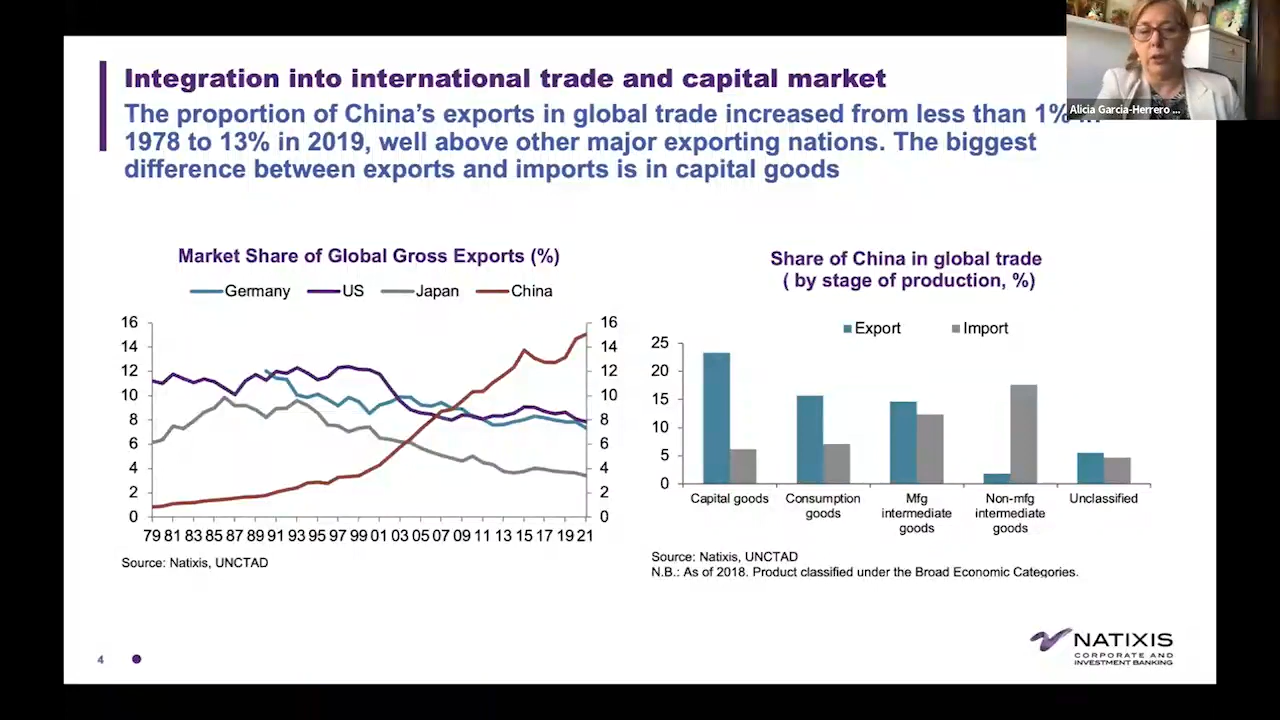 Integration into international trade and capital market
The proportion of China's exports in global trade increased from less than 1% in
1978 to 13% in 2019, well above other major exporting nations. The biggest
difference between exports and imports is in capital goods
Alicia Garcia-Herrero ...
Market Share of Global Gross Exports (%)
Germany US Japan China
16 16
14 14
12 12
10 10
8 8
6 6
4 4
2 2
0 0
79 81 83 85 87 89 91 93 95 97 99 01 03 05 07 09 11 13 15 17 19 21
Source: Natixis, UNCTAD
Share of China in global trade
( by stage of production, %)
Export Import
25
20
15
10
5
0
Capital goods
Consumption
goods
Mfg
intermediate
goods
Non-mfg
intermediate
goods
Unclassified
Source: Natixis, UNCTAD
N.B.: As of 2018. Product classified under the Broad Economic Categories.
4
NATIXIS
CORPORATE AND
INVESTMENT BANKING